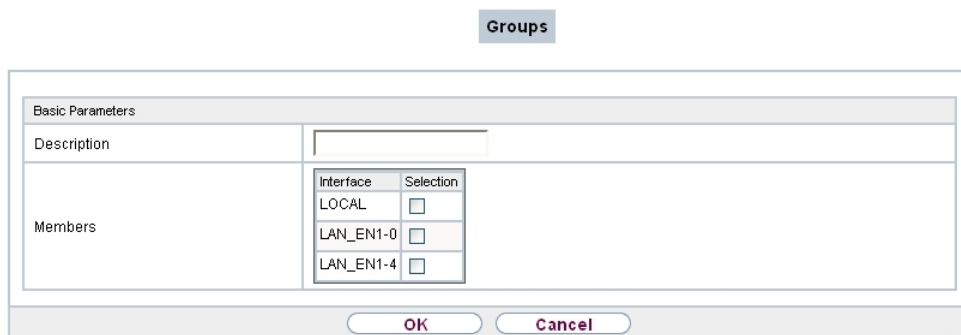 Groups
Basic Parameters
Description
Members
Interface Selection
LOCAL
LAN_EN1-0
LAN_EN1-4
OK Cancel